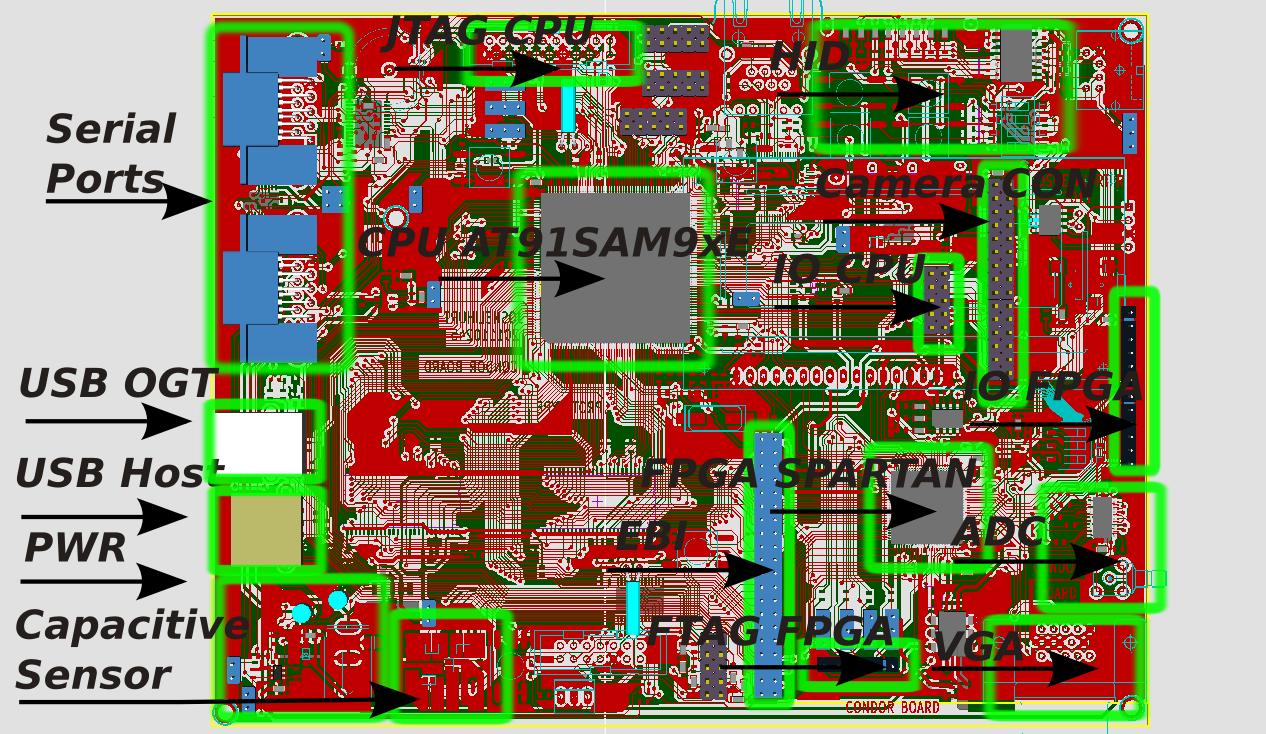 JTAG CPU
HID
Serial
Ports
Camera CON
CPU AT91SAM9xE
IO CPU
USB OGT
IO FPGA
USB Host
FPGA SPARTAN
PWR
EBI
ADC
Capacitive
Sensor
FTAG FPGA
VGA
CONDOR BOARD